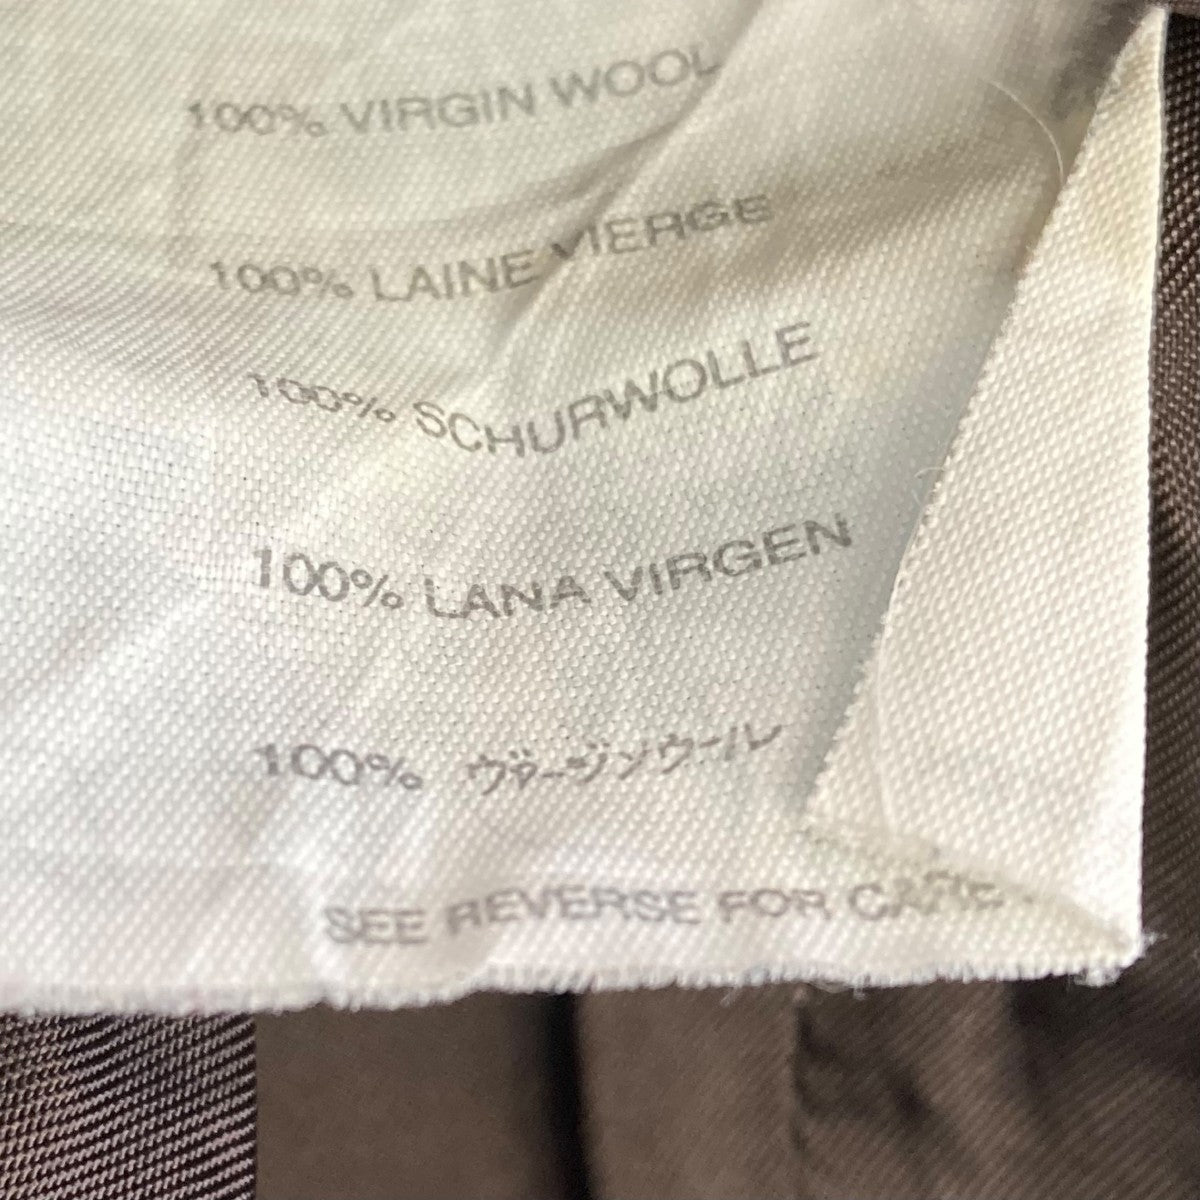 100% VIRGIN WOOL
100% LAINE VIERGE
100% SCHURWOLLE
100% LANA VIRGEN
100% ヴァージンウール
SEE REVERSE FOR CARE